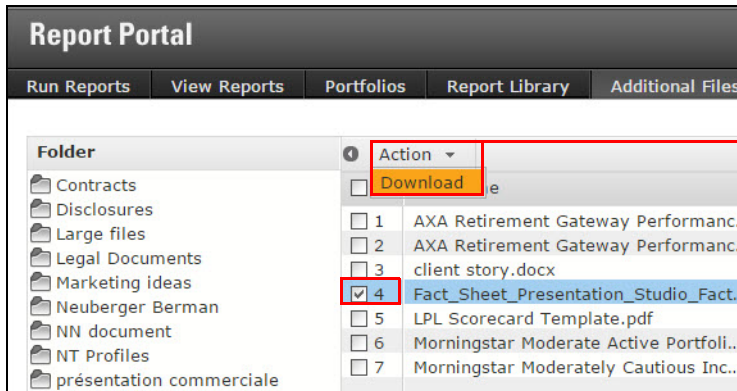 Report Portal
Run Reports View Reports Portfolios Report Library Additional Files
Folder
Contracts
Disclosures
Large files
Legal Documents
Marketing ideas
Neuberger Berman
NN document
NT Profiles
présentation commerciale
Action
Download
1 AXA Retirement Gateway Performanc.
2 AXA Retirement Gateway Performanc.
3 client story.docx
4 Fact_Sheet_Presentation_Studio_Fact.
5 LPL Scorecard Template.pdf
6 Morningstar Moderate Active Portfoli..
7 Morningstar Moderately Cautious Inc..